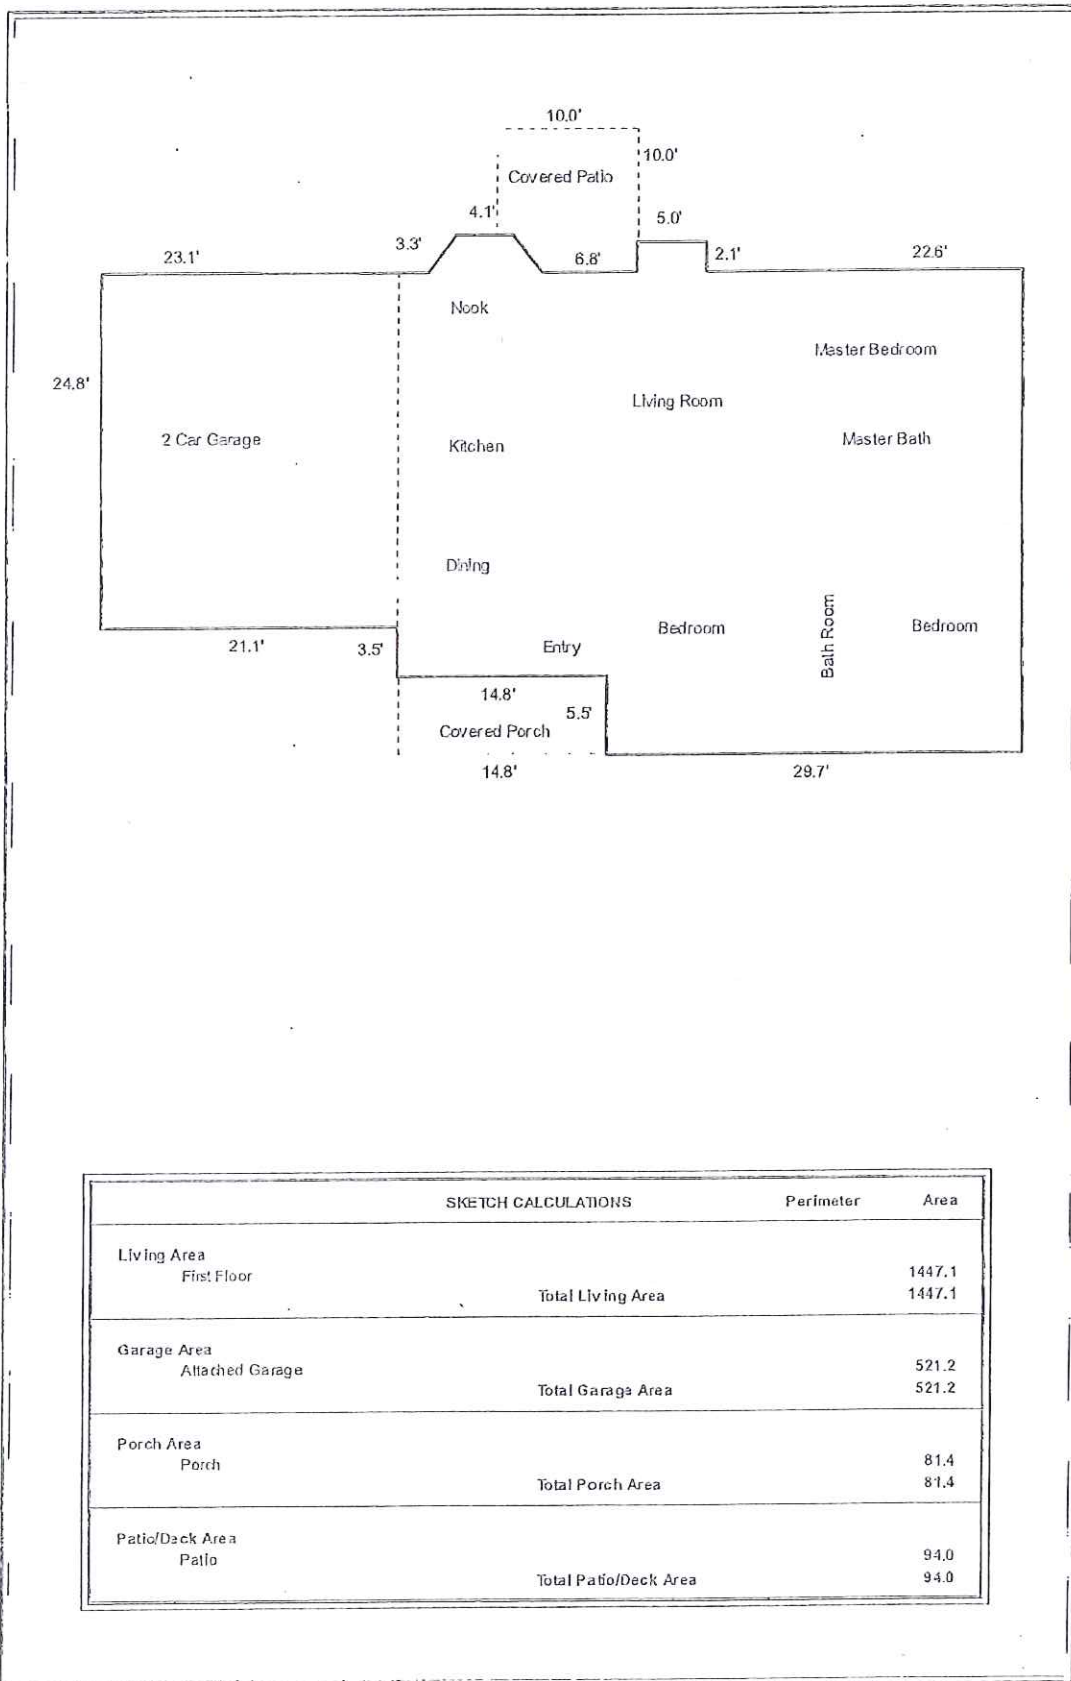 10.0'
10.0'
Covered Patio
4.1'
5.0'
3.3'
23.1'
6.8'
2.1'
22.6'
Nook
Master Bedroom
24.8'
Living Room
2 Car Garage
Kitchen
Master Bath
Dining
Bedroom
Bath Room
Bedroom
21.1'
3.5'
Entry
14.8'
5.5'
Covered Porch
14.8'
29.7'
SKETCH CALCULATIONS Perimeter Area
Living Area
First Floor 1447.1
Total Living Area 1447.1
Garage Area
Attached Garage 521.2
Total Garage Area 521.2
Porch Area
Porch 81.4
Total Porch Area 81.4
Patio/Deck Area
Patio 94.0
Total Patio/Deck Area 94.0